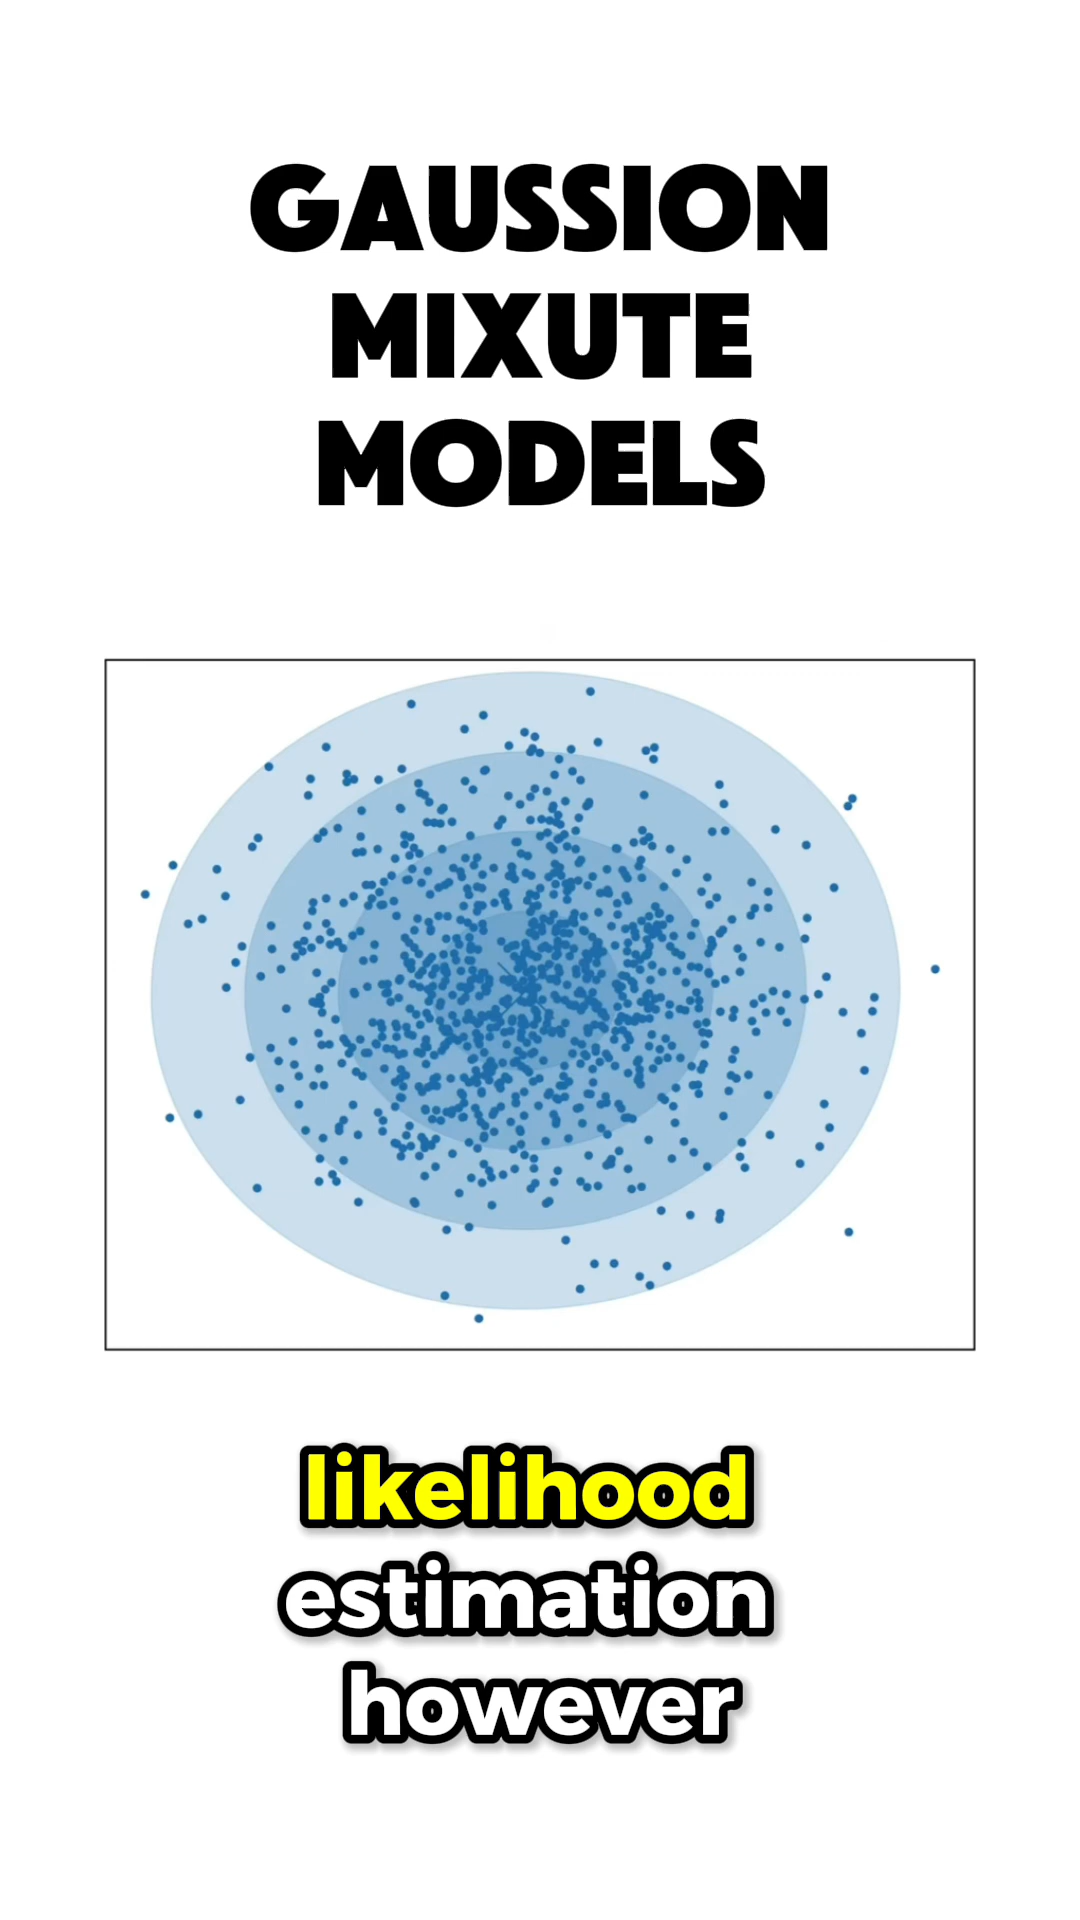 GAUSSION
MIXUTE
MODELS
likelihood
estimation
however